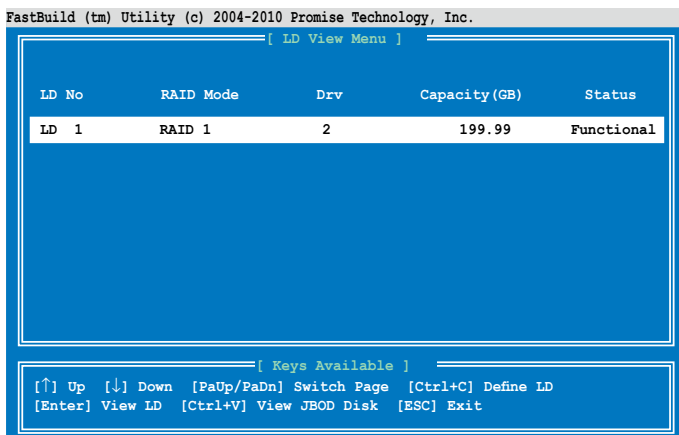 FastBuild (tm) Utility (c) 2004-2010 Promise Technology, Inc.
[ LD View Menu ]
LD No RAID Mode Drv Capacity(GB) Status
LD 1 RAID 1 2 199.99 Functional
[ Keys Available ]
[↑] Up [↓] Down [PaUp/PaDn] Switch Page [Ctrl+C] Define LD
[Enter] View LD [Ctrl+V] View JBOD Disk [ESC] Exit